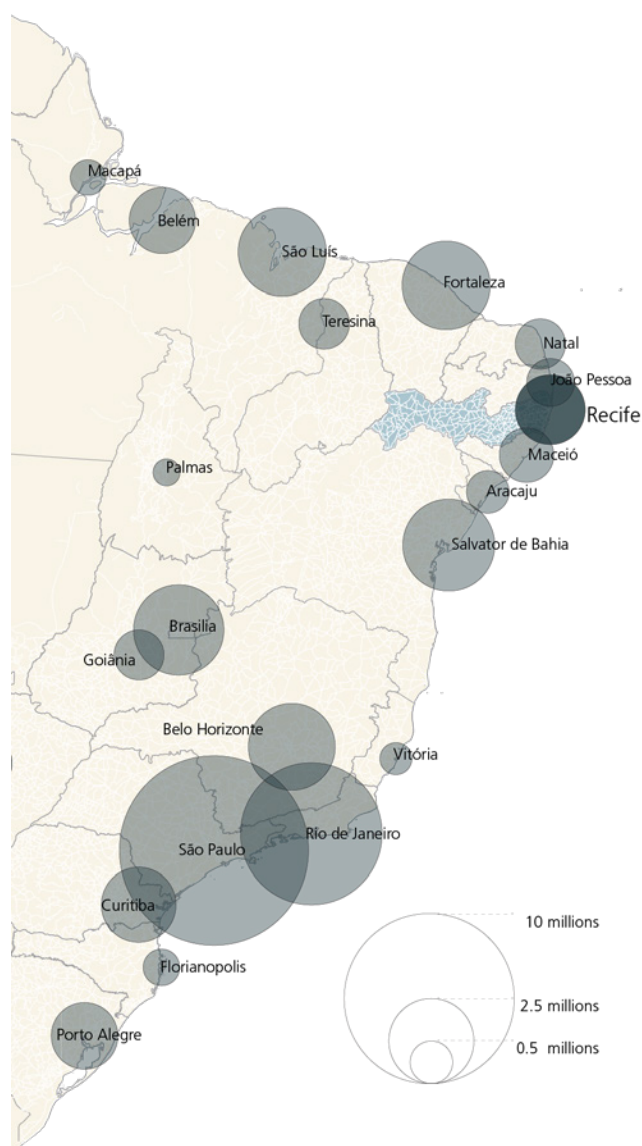 Macapá
Belém
São Luís
Fortaleza
Teresina
Natal
João Pessoa
Recife
Maceió
Palmas
Aracaju
Salvator de Bahia
Brasilia
Goiânia
Belo Horizonte
Vitória
Rio de Janeiro
São Paulo
Curitiba
10 millions
Florianopolis
2.5 millions
Porto Alegre
0.5 millions